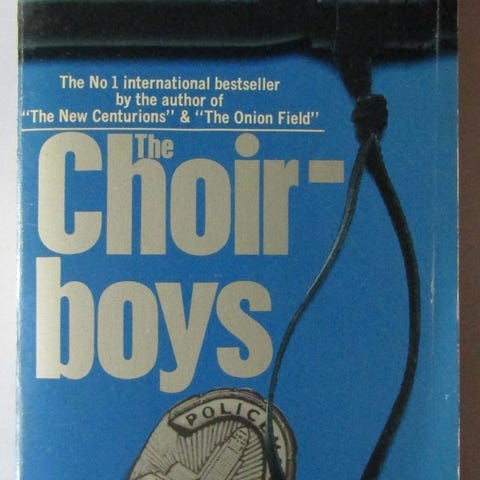 The No 1 international bestseller
by the author of
"The New Centurions" & "The Onion Field"
The
Choir-
boys
POLICE